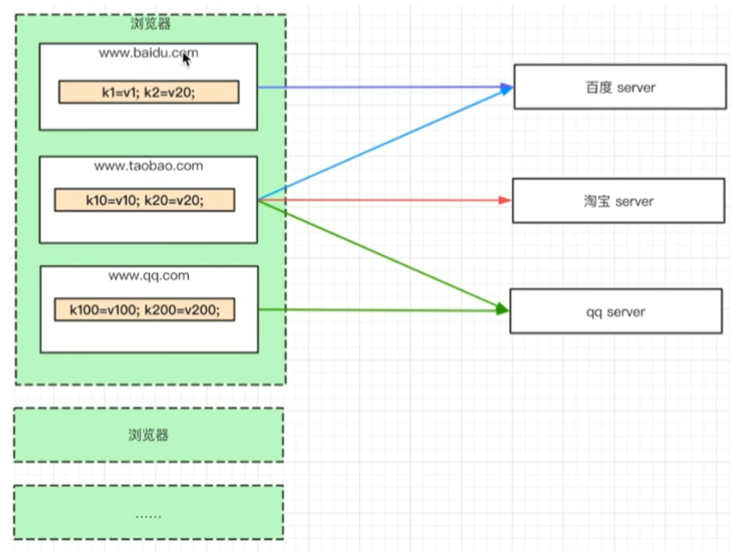 浏览器
www.baidu.com
k1=v1; k2=v20;
百度 server
www.taobao.com
k10=v10; k20=v20;
淘宝 server
www.qq.com
k100=v100; k200=v200;
qq server
浏览器
......